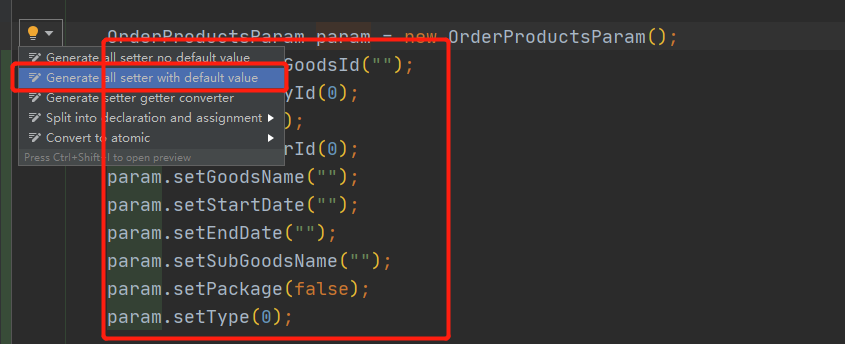 OrderProductsParam param = new OrderProductsParam();
Generate all setter no default value
GoodsId("");
Generate all setter with default value
Id(0);
Generate setter getter converter
Split into declaration and assignment
);
Convert to atomic
rId(0);
Press Ctrl+Shift+I to open preview
param.setGoodsName("");
param.setStartDate("");
param.setEndDate("");
param.setSubGoodsName("");
param.setPackage(false);
param.setType(0);